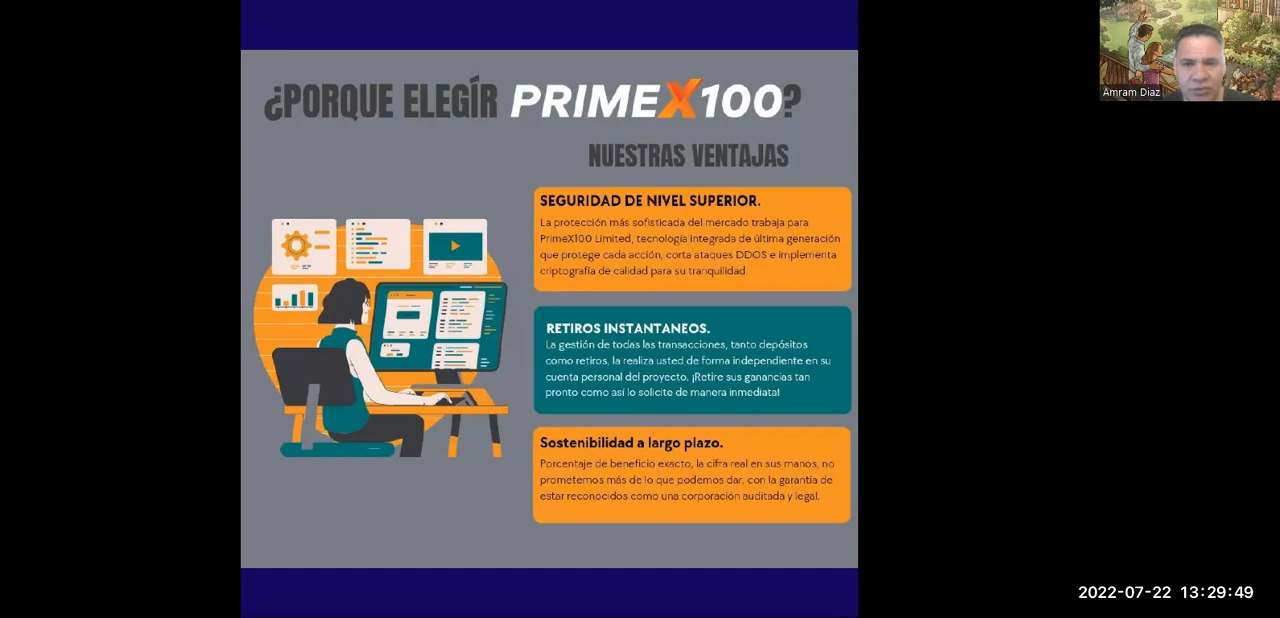 ¿PORQUE ELEGÍR PRIMEX100?
NUESTRAS VENTAJAS
SEGURIDAD DE NIVEL SUPERIOR.
La protección más sofisticada del mercado trabaja para
PrimeX100 Limited, tecnología integrada de última generación
que protege cada acción, corta ataques DDOS e implementa
criptografía de calidad para su tranquilidad.
RETIROS INSTANTANEOS.
La gestión de todas las transacciones, tanto depósitos
como retiros, la realiza usted de forma independiente en su
cuenta personal del proyecto. ¡Retire sus ganancias tan
pronto como así lo solicite de manera inmediata!
Sostenibilidad a largo plazo.
Porcentaje de beneficio exacto, la cifra real en sus manos, no
prometemos más de lo que podemos dar, con la garantía de
estar reconocidos como una corporación auditada y legal.
Amram Diaz
2022-07-22 13:29:49